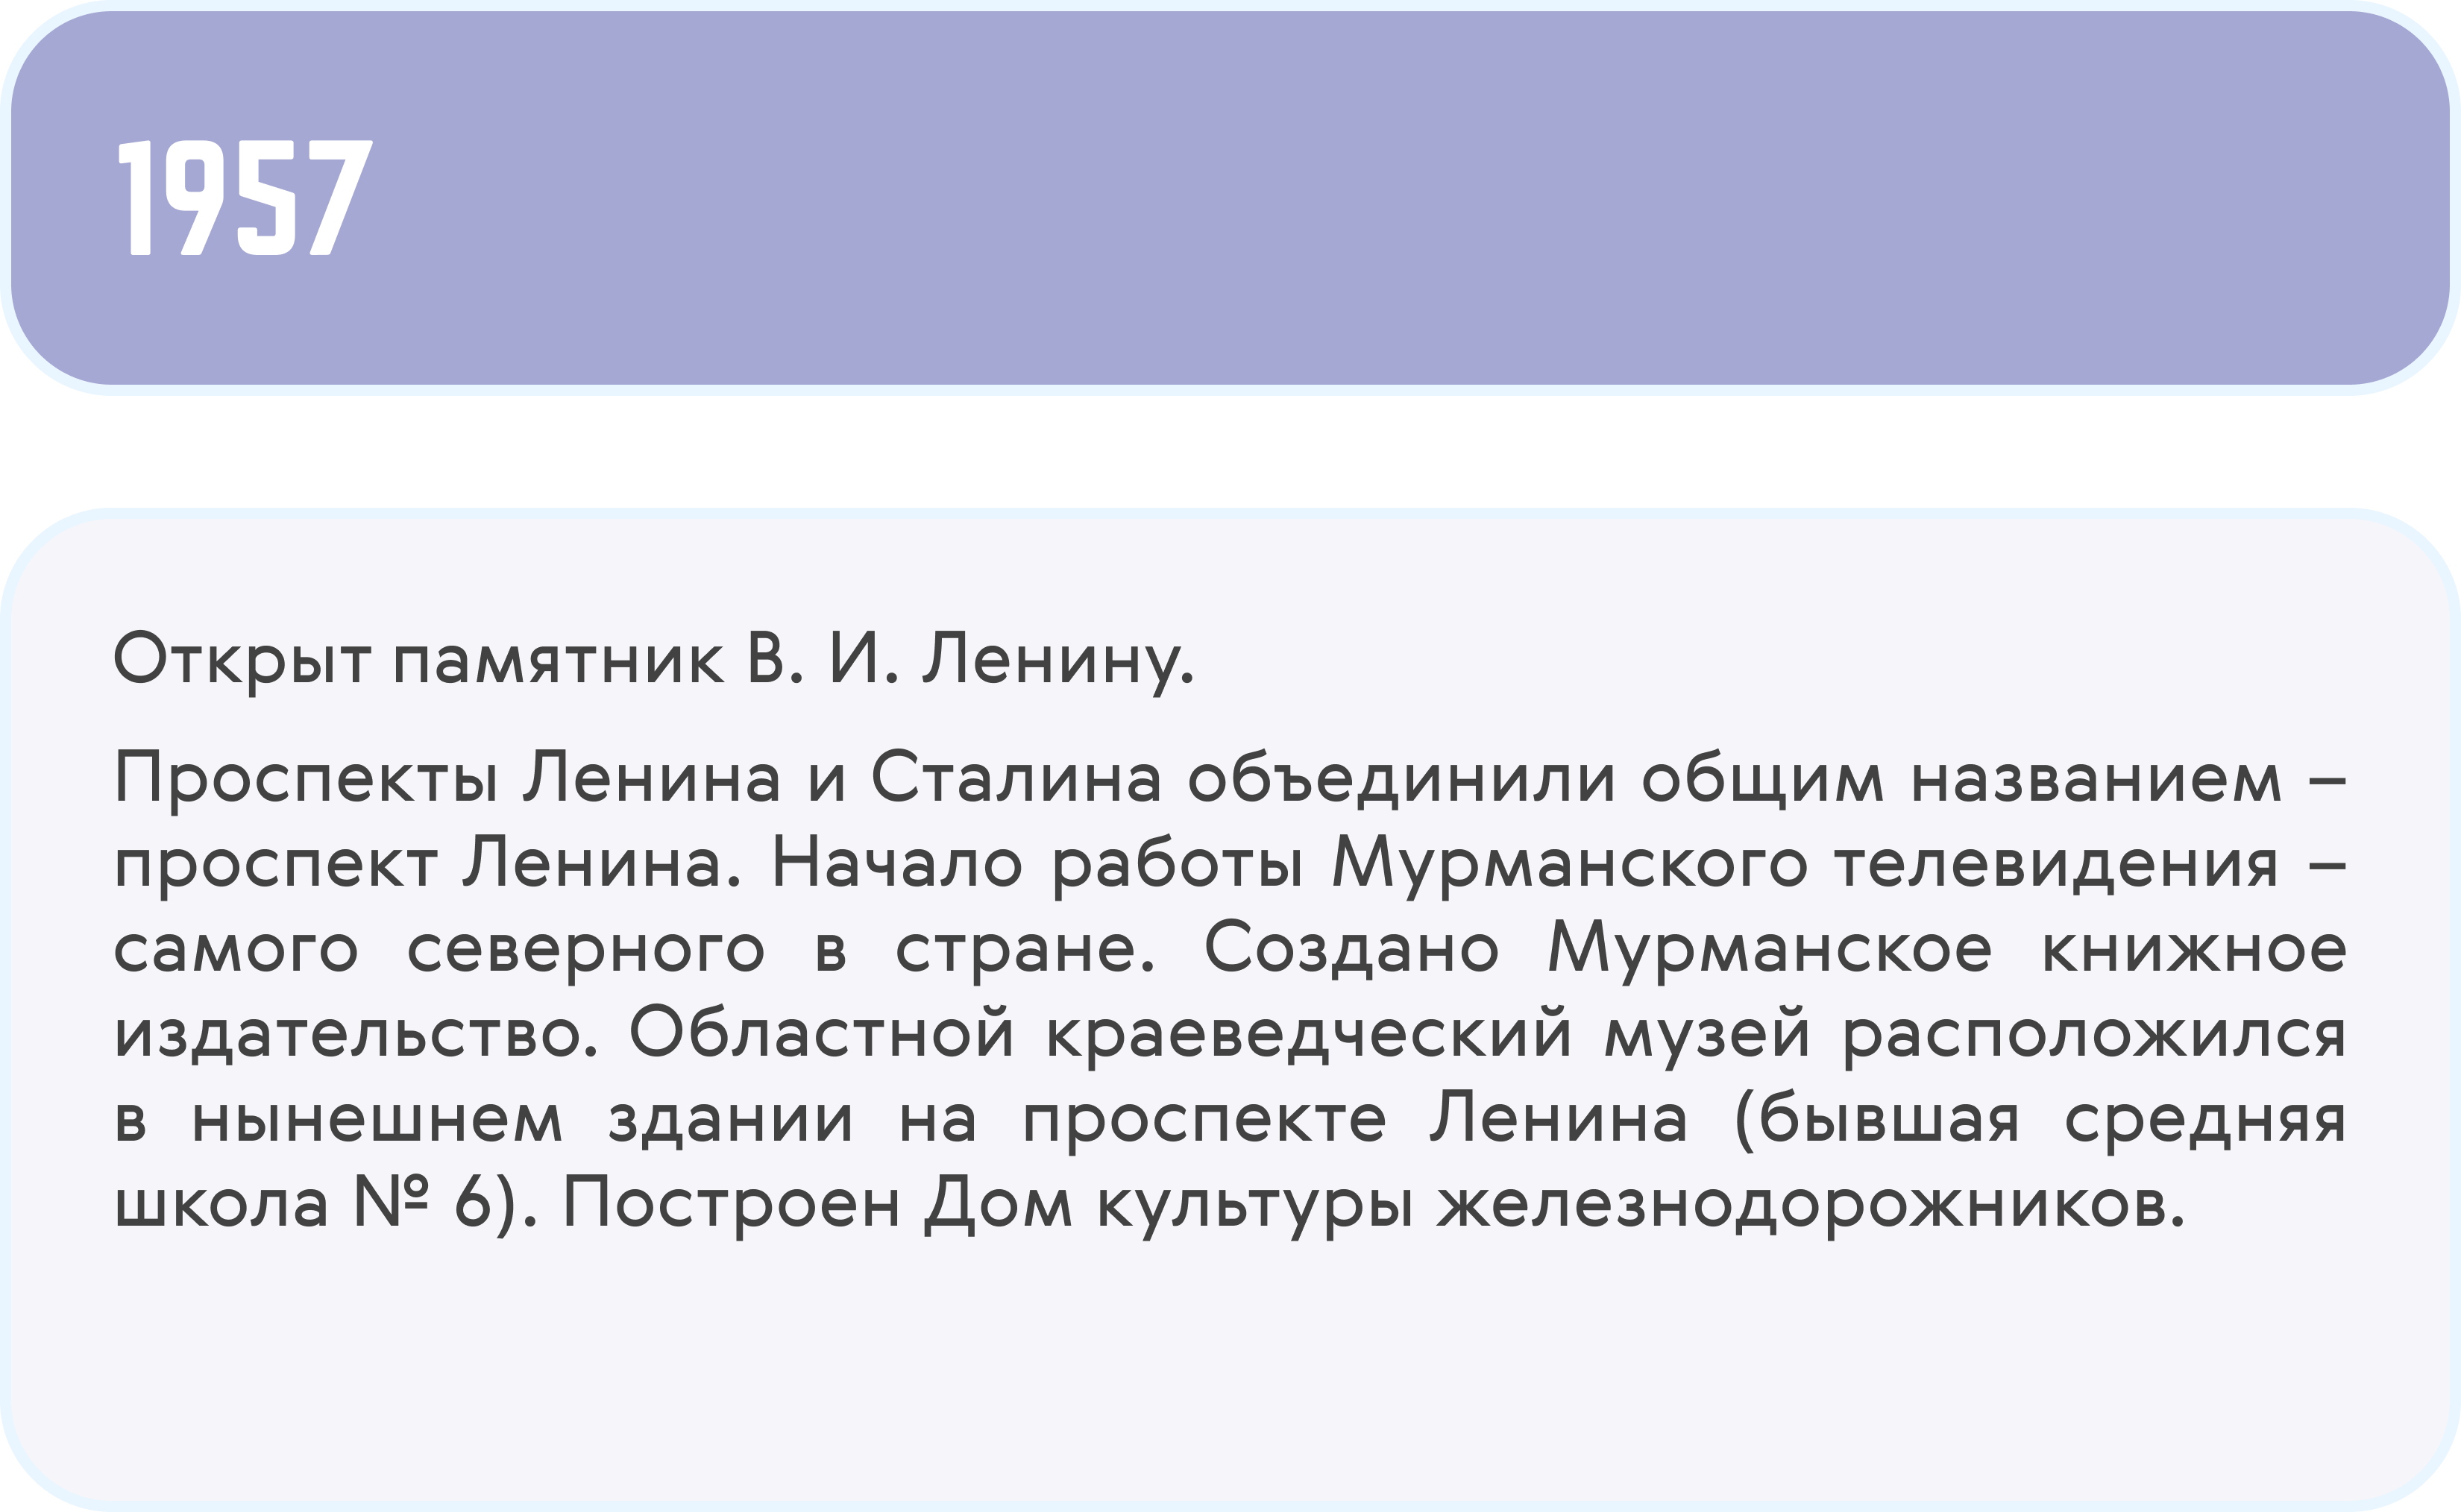 1957
Открыт памятник В. И. Ленину.
Проспекты Ленина и Сталина объединили общим названием –
проспект Ленина. Начало работы Мурманского телевидения –
самого северного в стране. Создано Мурманское книжное
издательство. Областной краеведческий музей расположился
в нынешнем здании на проспекте Ленина (бывшая средняя
школа № 6). Построен Дом культуры железнодорожников.